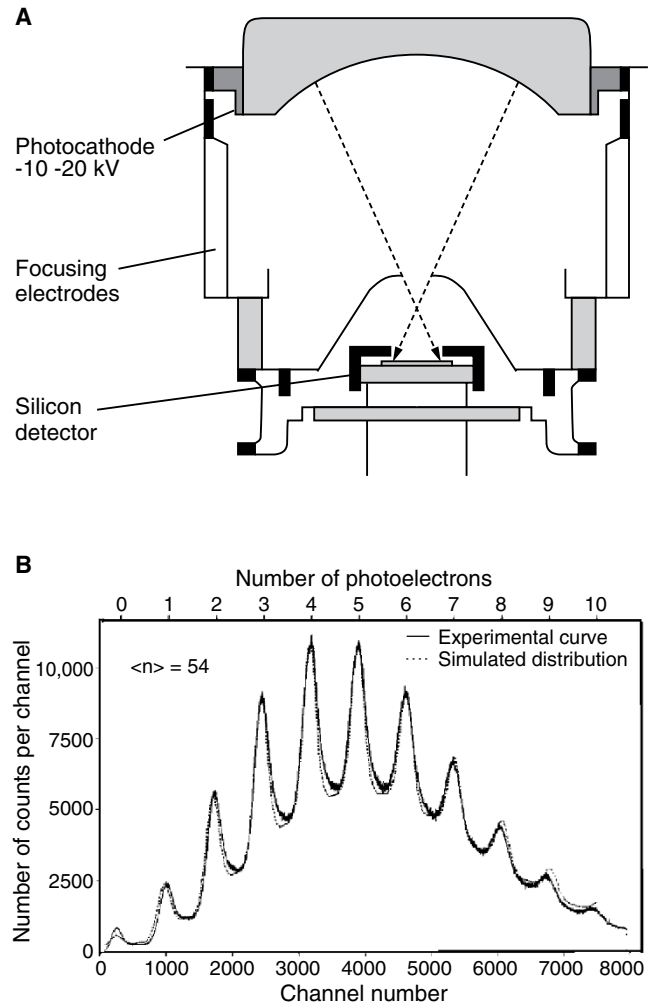 A
Photocathode
-10 -20 kV
Focusing
electrodes
Silicon
detector
B
Number of photoelectrons
0 1 2 3 4 5 6 7 8 9 10
Experimental curve
Simulated distribution
<n> = 54
Number of counts per channel
10,000
7500
5000
2500
0
0 1000 2000 3000 4000 5000 6000 7000 8000
Channel number